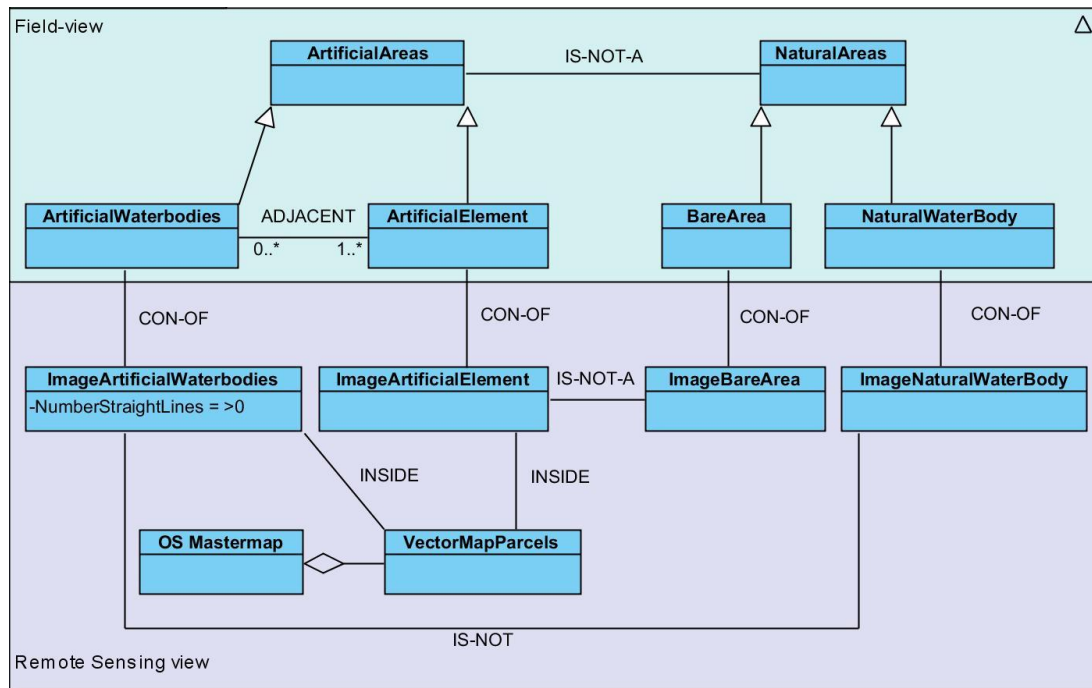 Field-view
ArtificialAreas
IS-NOT-A
NaturalAreas
ArtificialWaterbodies
ADJACENT
0..*
1..*
ArtificialElement
BareArea
NaturalWaterBody
CON-OF
CON-OF
CON-OF
CON-OF
ImageArtificialWaterbodies
-NumberStraightLines = >0
ImageArtificialElement
IS-NOT-A
ImageBareArea
ImageNaturalWaterBody
INSIDE
INSIDE
OS Mastermap
VectorMapParcels
IS-NOT
Remote Sensing view